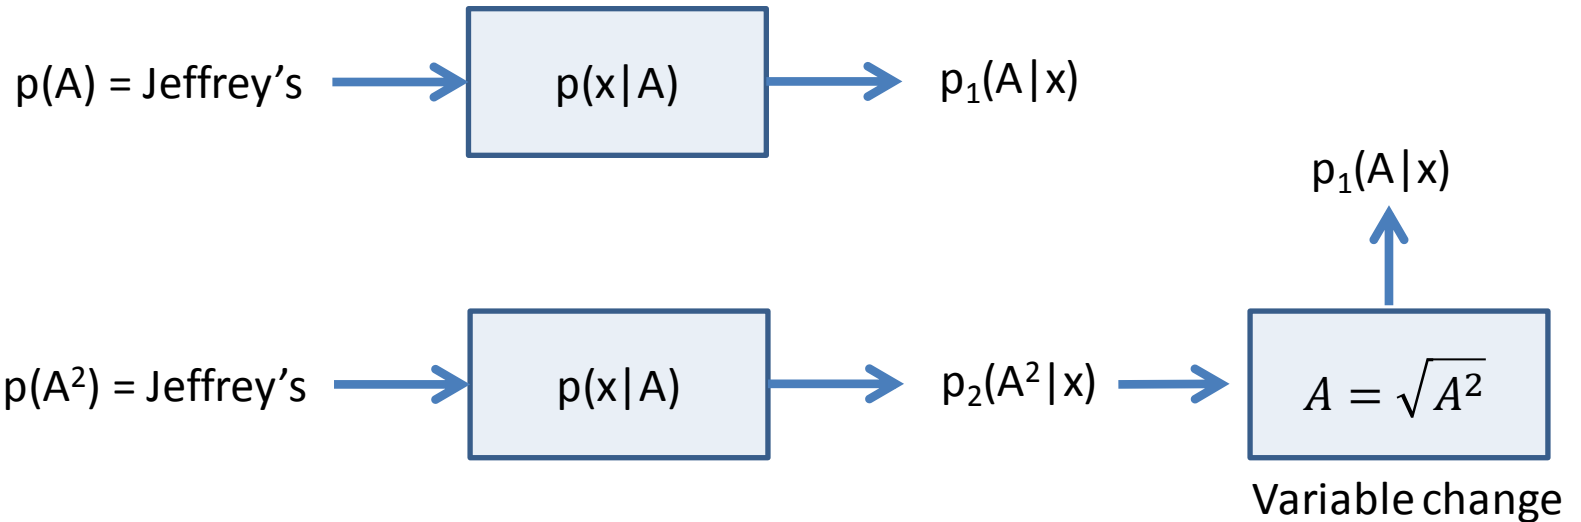 p(A) = Jeffrey’s
p(x|A)
p₁(A|x)
p₁(A|x)
p(A²) = Jeffrey’s
p(x|A)
p₂(A²|x)
A = √A²
Variable change